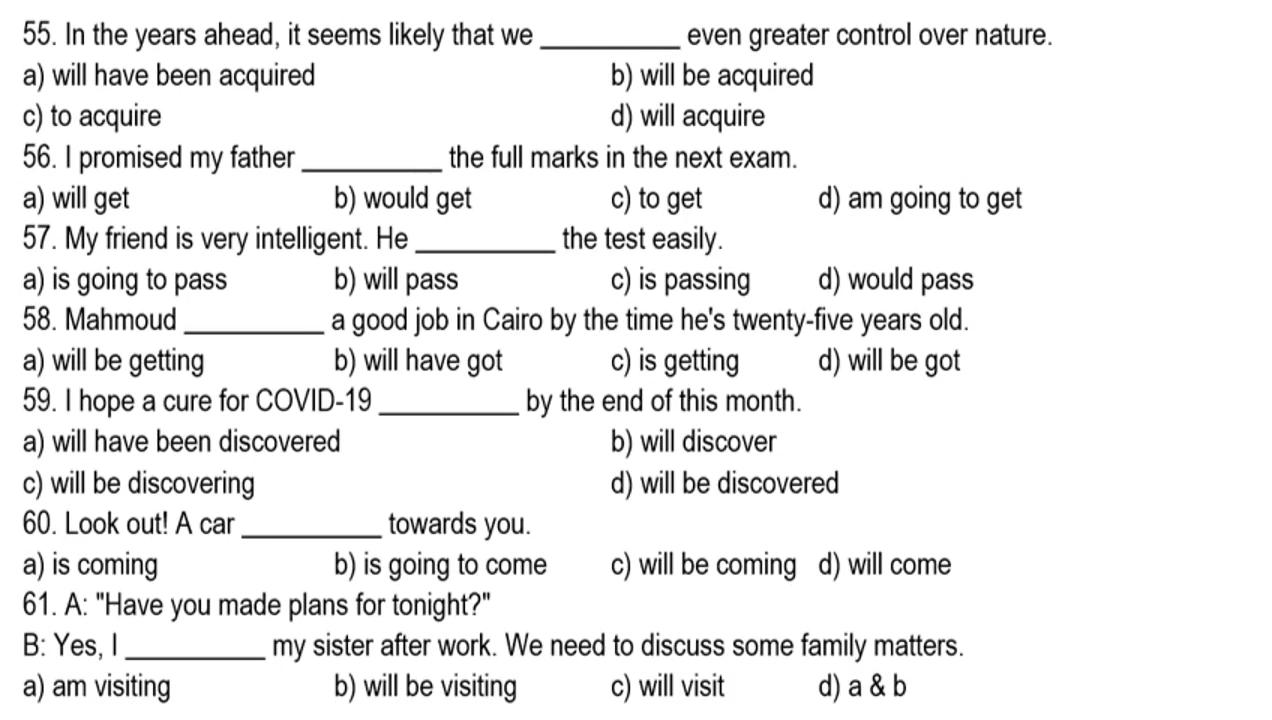 55. In the years ahead, it seems likely that we __________ even greater control over nature.
a) will have been acquired b) will be acquired
c) to acquire d) will acquire
56. I promised my father __________ the full marks in the next exam.
a) will get b) would get c) to get d) am going to get
57. My friend is very intelligent. He __________ the test easily.
a) is going to pass b) will pass c) is passing d) would pass
58. Mahmoud __________ a good job in Cairo by the time he's twenty-five years old.
a) will be getting b) will have got c) is getting d) will be got
59. I hope a cure for COVID-19 __________ by the end of this month.
a) will have been discovered b) will discover
c) will be discovering d) will be discovered
60. Look out! A car __________ towards you.
a) is coming b) is going to come c) will be coming d) will come
61. A: "Have you made plans for tonight?"
B: Yes, I __________ my sister after work. We need to discuss some family matters.
a) am visiting b) will be visiting c) will visit d) a & b